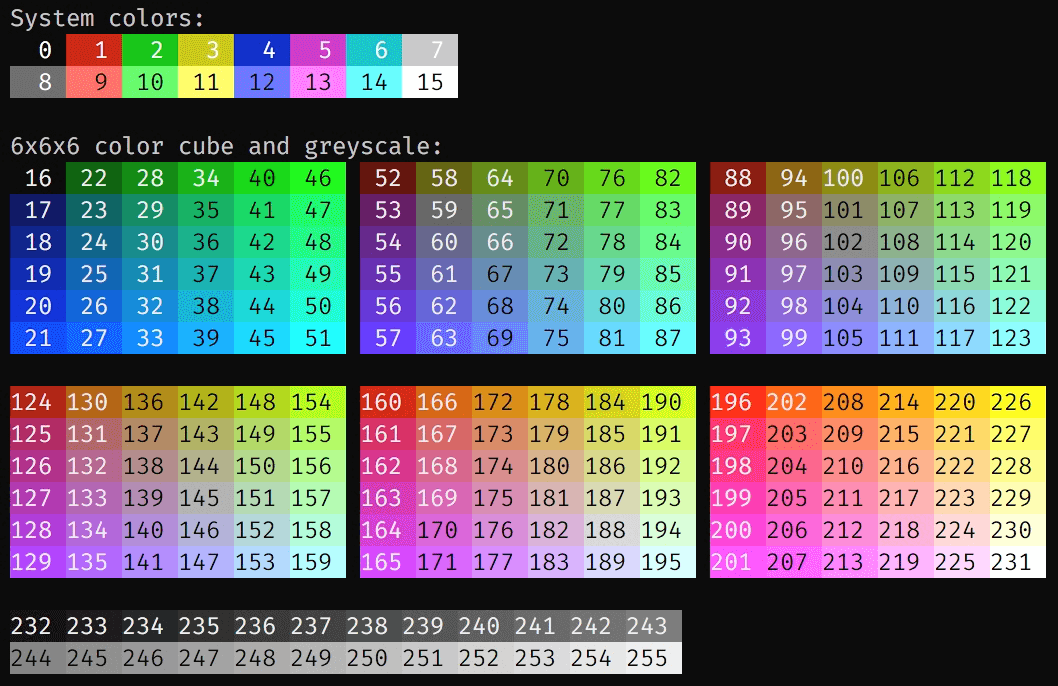 System colors:
0 1 2 3 4 5 6 7
8 9 10 11 12 13 14 15
6x6x6 color cube and greyscale:
16 22 28 34 40 46 52 58 64 70 76 82 88 94 100 106 112 118
17 23 29 35 41 47 53 59 65 71 77 83 89 95 101 107 113 119
18 24 30 36 42 48 54 60 66 72 78 84 90 96 102 108 114 120
19 25 31 37 43 49 55 61 67 73 79 85 91 97 103 109 115 121
20 26 32 38 44 50 56 62 68 74 80 86 92 98 104 110 116 122
21 27 33 39 45 51 57 63 69 75 81 87 93 99 105 111 117 123
124 130 136 142 148 154 160 166 172 178 184 190 196 202 208 214 220 226
125 131 137 143 149 155 161 167 173 179 185 191 197 203 209 215 221 227
126 132 138 144 150 156 162 168 174 180 186 192 198 204 210 216 222 228
127 133 139 145 151 157 163 169 175 181 187 193 199 205 211 217 223 229
128 134 140 146 152 158 164 170 176 182 188 194 200 206 212 218 224 230
129 135 141 147 153 159 165 171 177 183 189 195 201 207 213 219 225 231
232 233 234 235 236 237 238 239 240 241 242 243
244 245 246 247 248 249 250 251 252 253 254 255